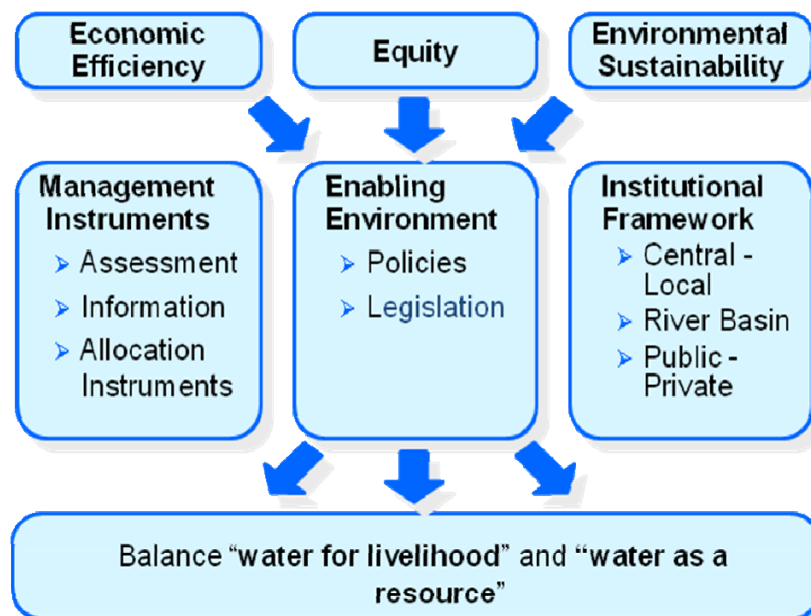 Economic
Efficiency
Equity
Environmental
Sustainability
Management
Instruments
Assessment
Information
Allocation
Instruments
Enabling
Environment
Policies
Legislation
Institutional
Framework
Central -
Local
River Basin
Public -
Private
Balance “water for livelihood” and “water as a
resource”